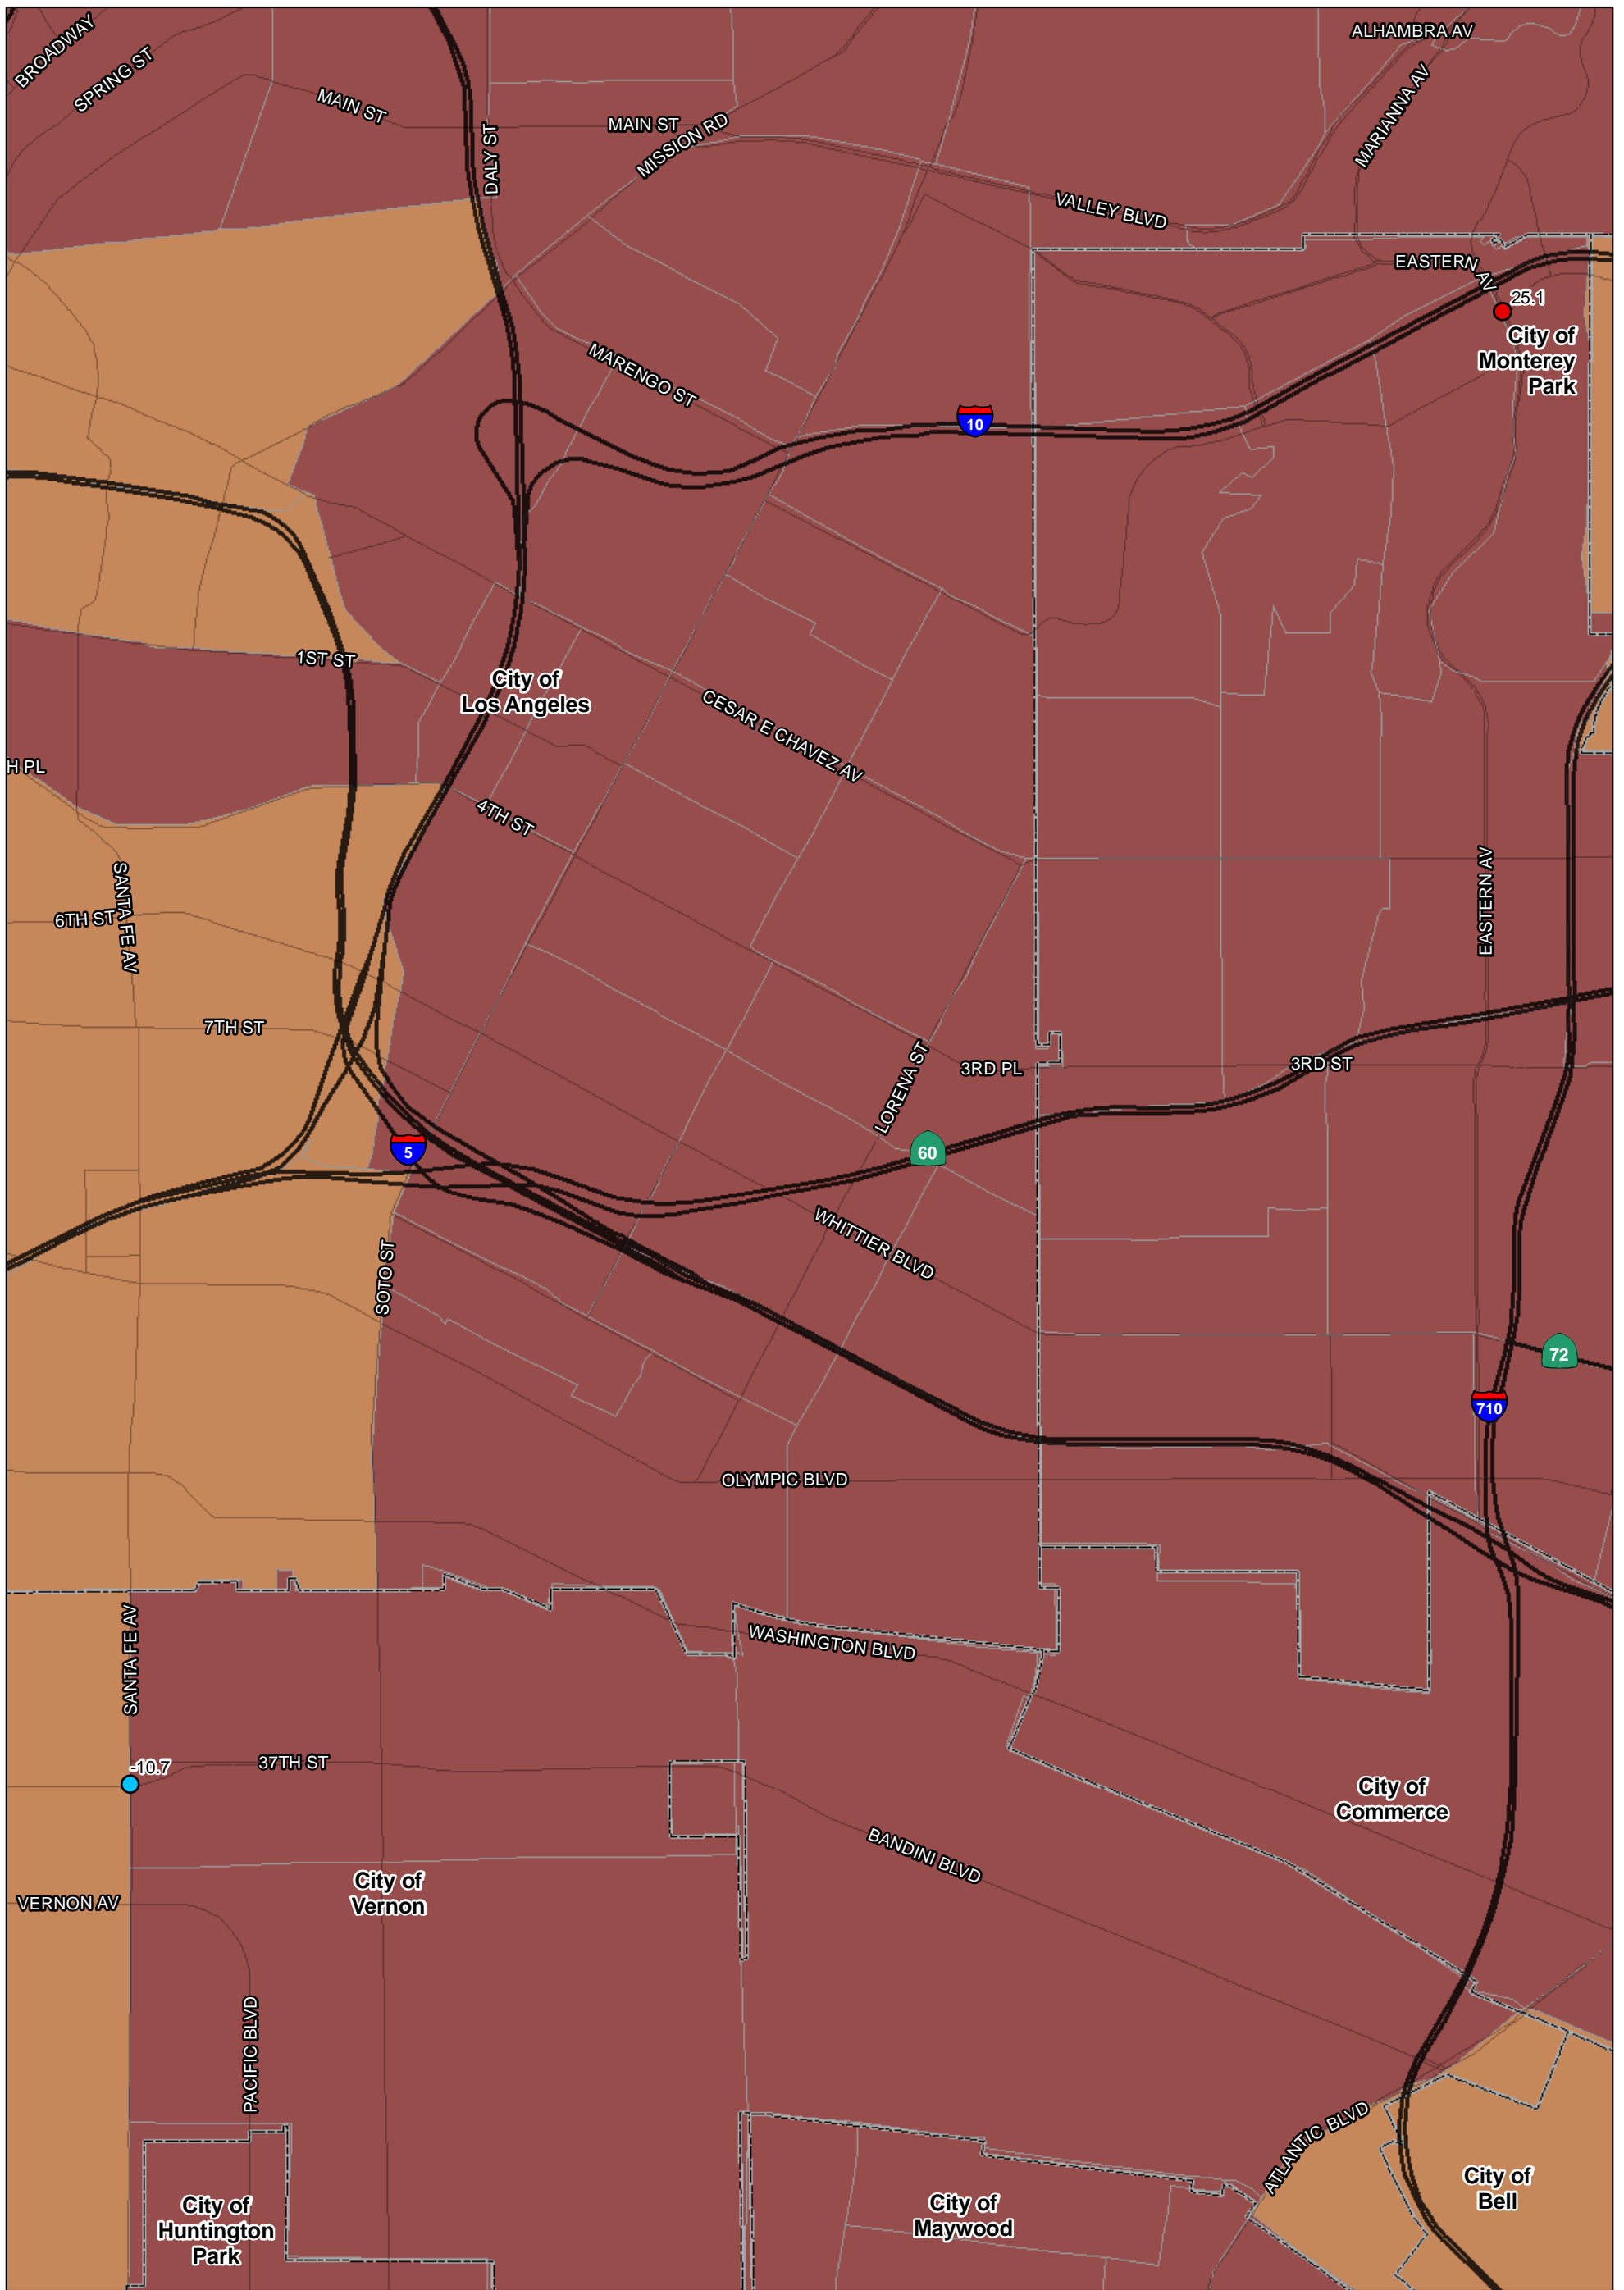 BROADWAY
SPRING ST
ALHAMBRA AV
MAIN ST
MAIN ST
MISSION RD
DALY ST
MARIANNA AV
VALLEY BLVD
EASTERN AV
25.1
City of
Monterey
Park
MARENGO ST
10
1ST ST
City of
Los Angeles
CESAR E CHAVEZ AV
H PL
4TH ST
SANTA FE AV
6TH ST
EASTERN AV
7TH ST
LORENA ST
3RD PL
3RD ST
5
60
WHITTIER BLVD
SOTO ST
72
710
OLYMPIC BLVD
SANTA FE AV
WASHINGTON BLVD
-10.7
37TH ST
City of
Commerce
BANDINI BLVD
City of
Vernon
VERNON AV
PACIFIC BLVD
ATLANTIC BLVD
City of
Bell
City of
Huntington
Park
City of
Maywood